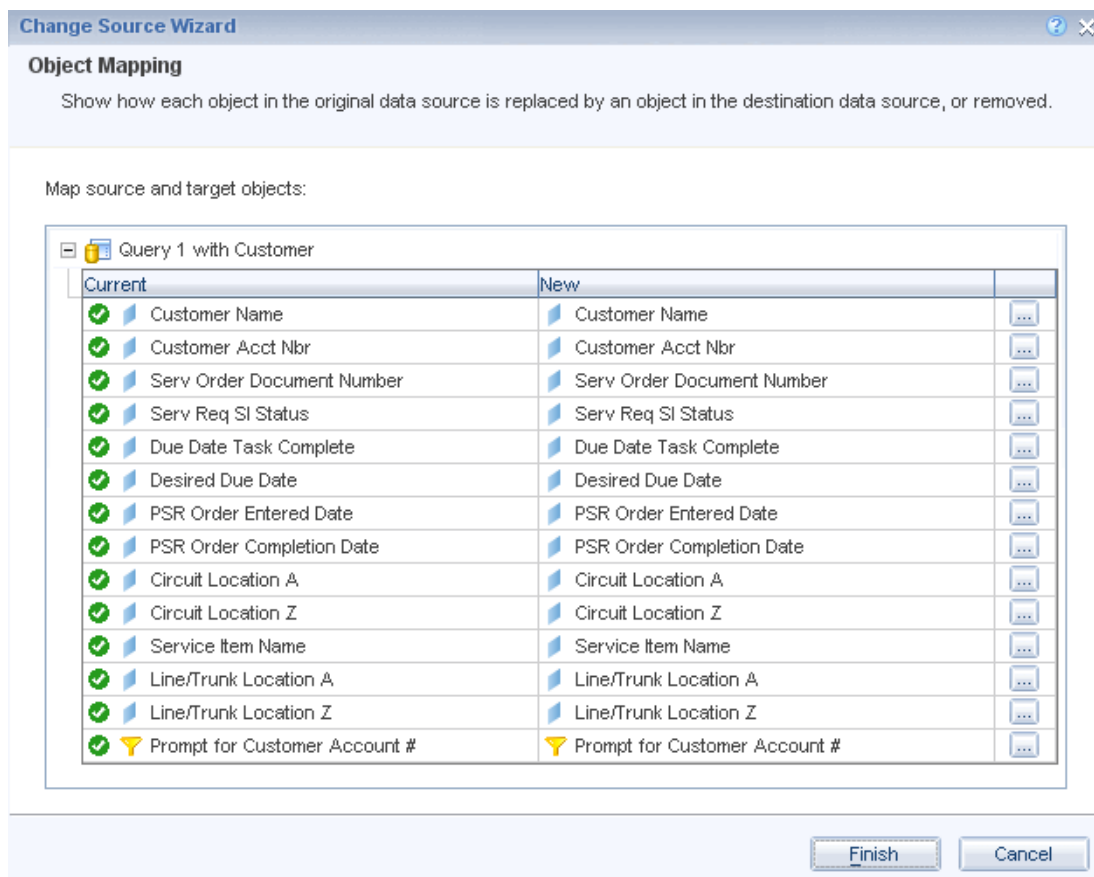 Change Source Wizard
Object Mapping
Show how each object in the original data source is replaced by an object in the destination data source, or removed.
Map source and target objects:
Query 1 with Customer
Current New
Customer Name Customer Name ...
Customer Acct Nbr Customer Acct Nbr ...
Serv Order Document Number Serv Order Document Number ...
Serv Req SI Status Serv Req SI Status ...
Due Date Task Complete Due Date Task Complete ...
Desired Due Date Desired Due Date ...
PSR Order Entered Date PSR Order Entered Date ...
PSR Order Completion Date PSR Order Completion Date ...
Circuit Location A Circuit Location A ...
Circuit Location Z Circuit Location Z ...
Service Item Name Service Item Name ...
Line/Trunk Location A Line/Trunk Location A ...
Line/Trunk Location Z Line/Trunk Location Z ...
Prompt for Customer Account # Prompt for Customer Account # ...
Finish Cancel